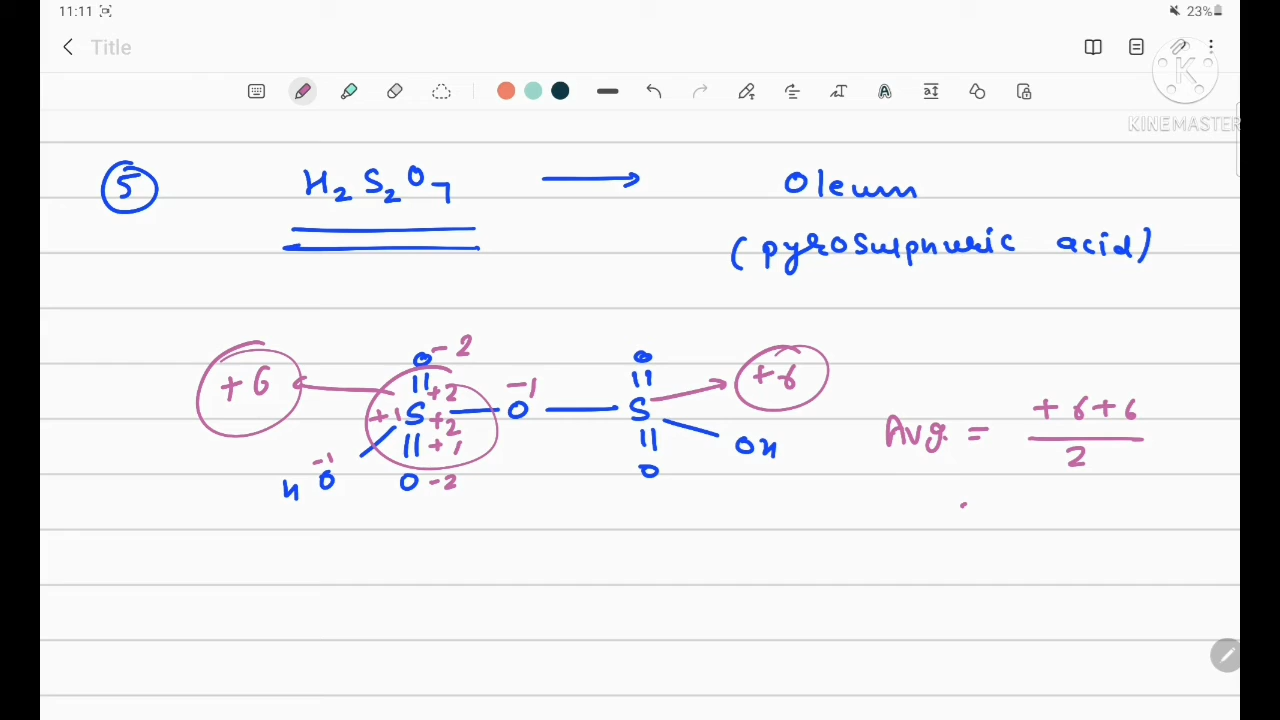 11:11 23%
Title
KINEMASTER
5 H2S2O7 → Oleum
(pyrosulphuric acid)
O -2 O
+6 || +2 -1 || +6
+1 S +2 — O — S
|| +1 || OH
-1
H O O -2 O
Avg. = +6+6
2